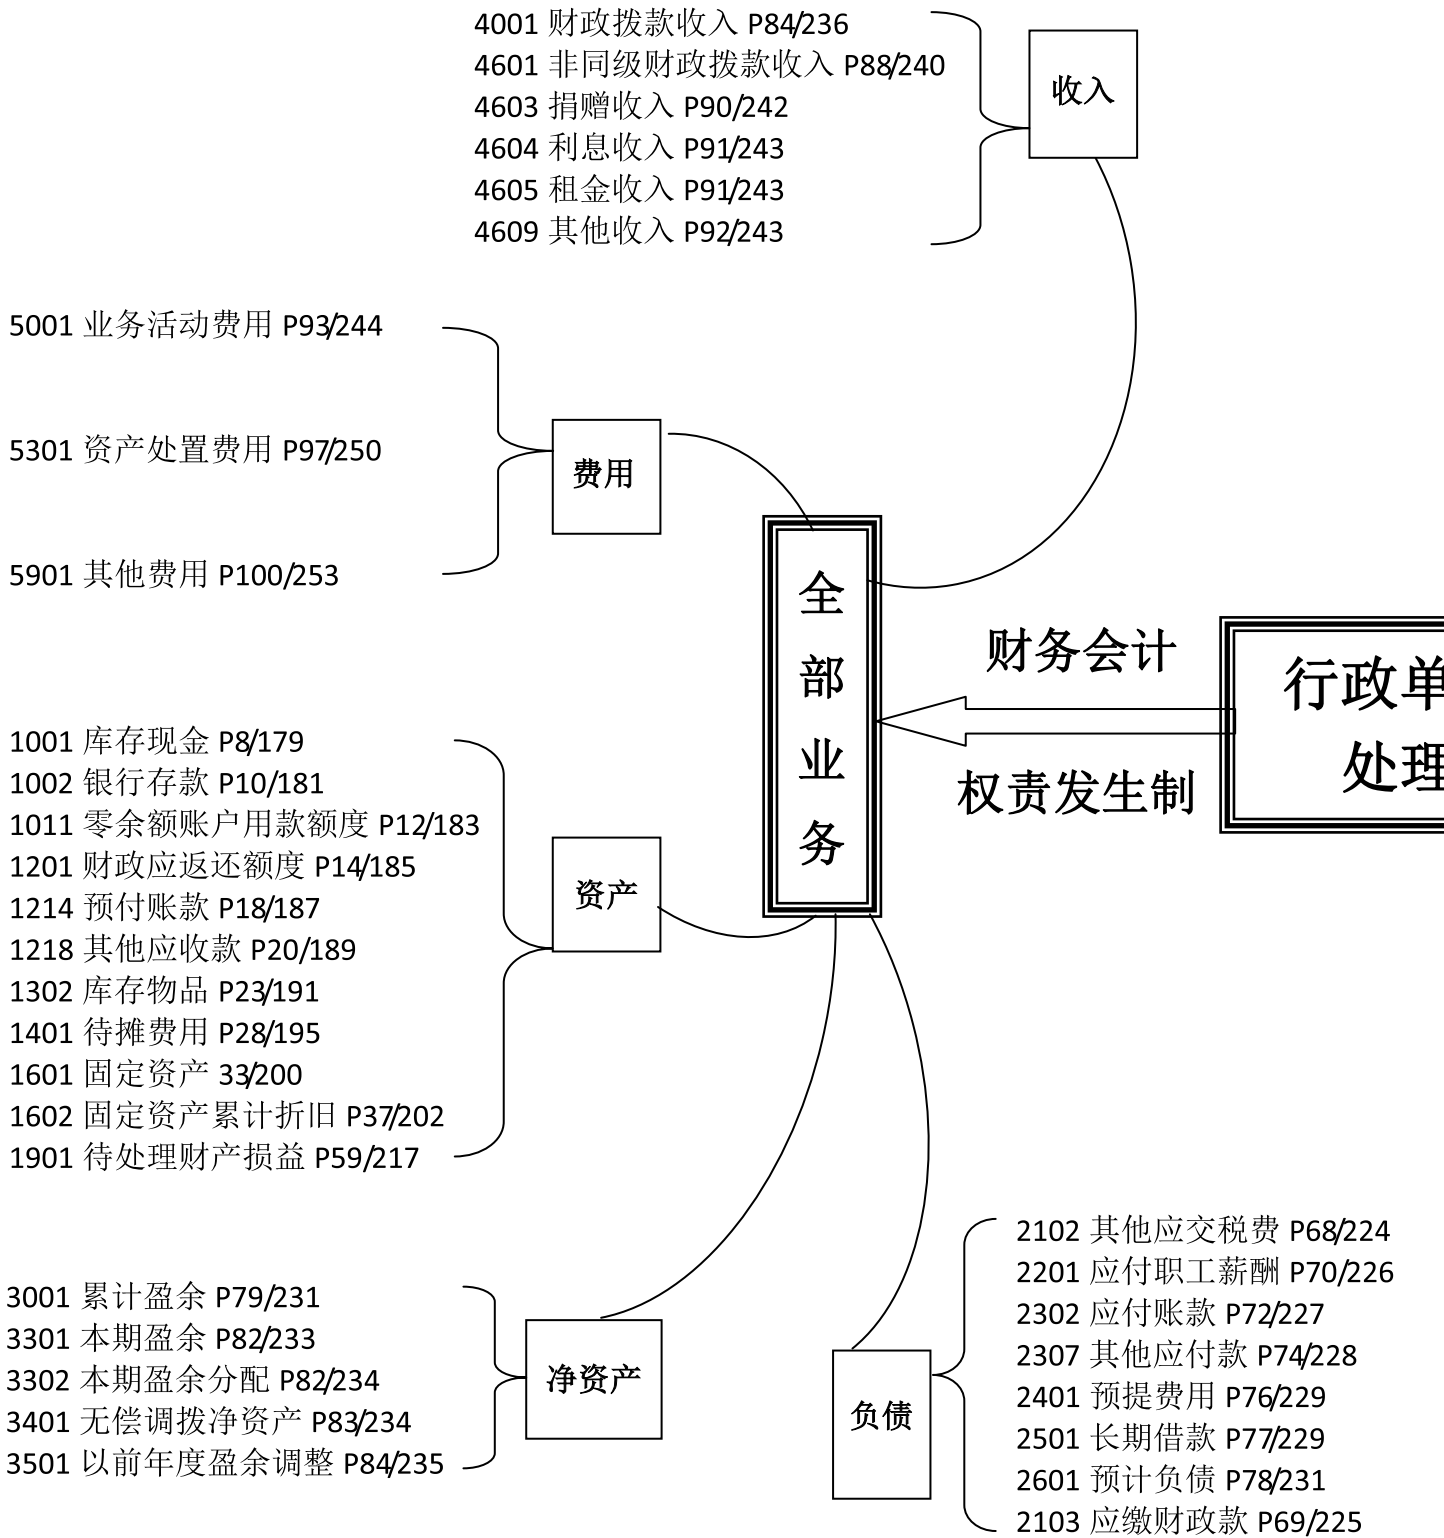 4001 财政拨款收入 P84/236
4601 非同级财政拨款收入 P88/240
4603 捐赠收入 P90/242
4604 利息收入 P91/243
4605 租金收入 P91/243
4609 其他收入 P92/243
收入
5001 业务活动费用 P93/244
5301 资产处置费用 P97/250
5901 其他费用 P100/253
费用
全
部
业
务
财务会计
权责发生制
行政单
处理
1001 库存现金 P8/179
1002 银行存款 P10/181
1011 零余额账户用款额度 P12/183
1201 财政应返还额度 P14/185
1214 预付账款 P18/187
1218 其他应收款 P20/189
1302 库存物品 P23/191
1401 待摊费用 P28/195
1601 固定资产 33/200
1602 固定资产累计折旧 P37/202
1901 待处理财产损益 P59/217
资产
3001 累计盈余 P79/231
3301 本期盈余 P82/233
3302 本期盈余分配 P82/234
3401 无偿调拨净资产 P83/234
3501 以前年度盈余调整 P84/235
净资产
负债
2102 其他应交税费 P68/224
2201 应付职工薪酬 P70/226
2302 应付账款 P72/227
2307 其他应付款 P74/228
2401 预提费用 P76/229
2501 长期借款 P77/229
2601 预计负债 P78/231
2103 应缴财政款 P69/225